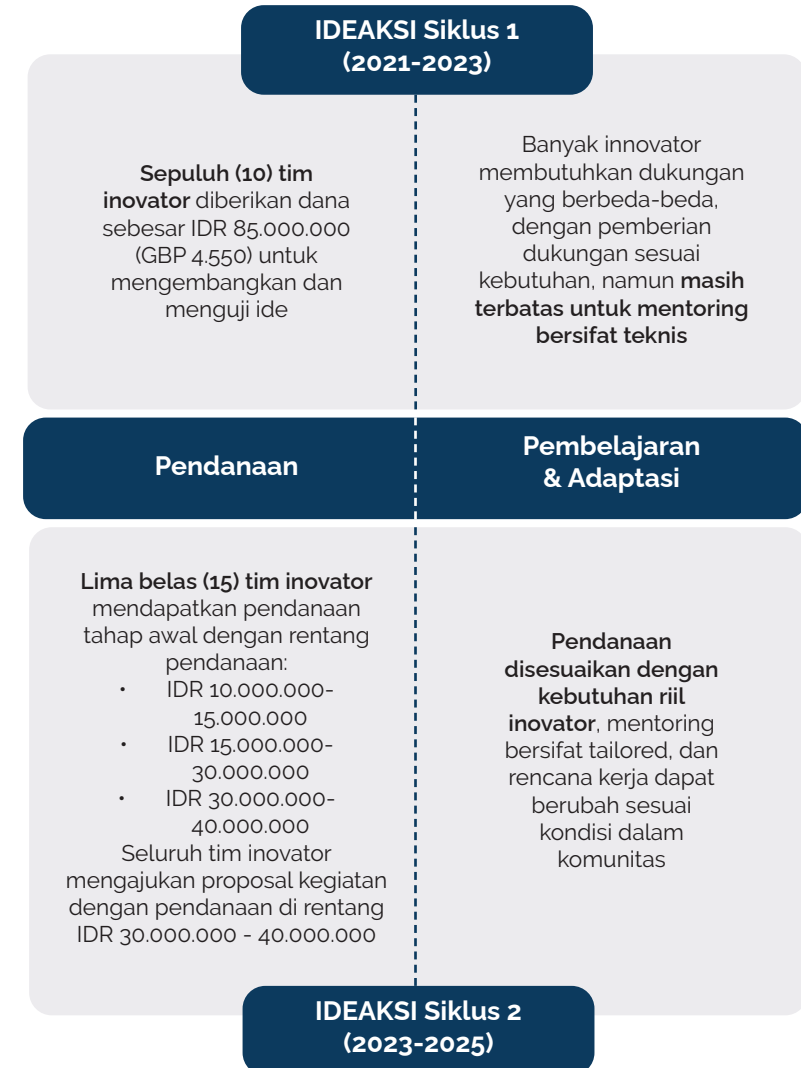 IDEAKSI Siklus 1
(2021-2023)
Sepuluh (10) tim
inovator diberikan dana
sebesar IDR 85.000.000
(GBP 4.550) untuk
mengembangkan dan
menguji ide
Banyak innovator
membutuhkan dukungan
yang berbeda-beda,
dengan pemberian
dukungan sesuai
kebutuhan, namun masih
terbatas untuk mentoring
bersifat teknis
Pendanaan
Pembelajaran
& Adaptasi
Lima belas (15) tim inovator
mendapatkan pendanaan
tahap awal dengan rentang
pendanaan:
• IDR 10.000.000-
15.000.000
• IDR 15.000.000-
30.000.000
• IDR 30.000.000-
40.000.000
Seluruh tim inovator
mengajukan proposal kegiatan
dengan pendanaan di rentang
IDR 30.000.000 - 40.000.000
Pendanaan
disesuaikan dengan
kebutuhan riil
inovator, mentoring
bersifat tailored, dan
rencana kerja dapat
berubah sesuai
kondisi dalam
komunitas
IDEAKSI Siklus 2
(2023-2025)